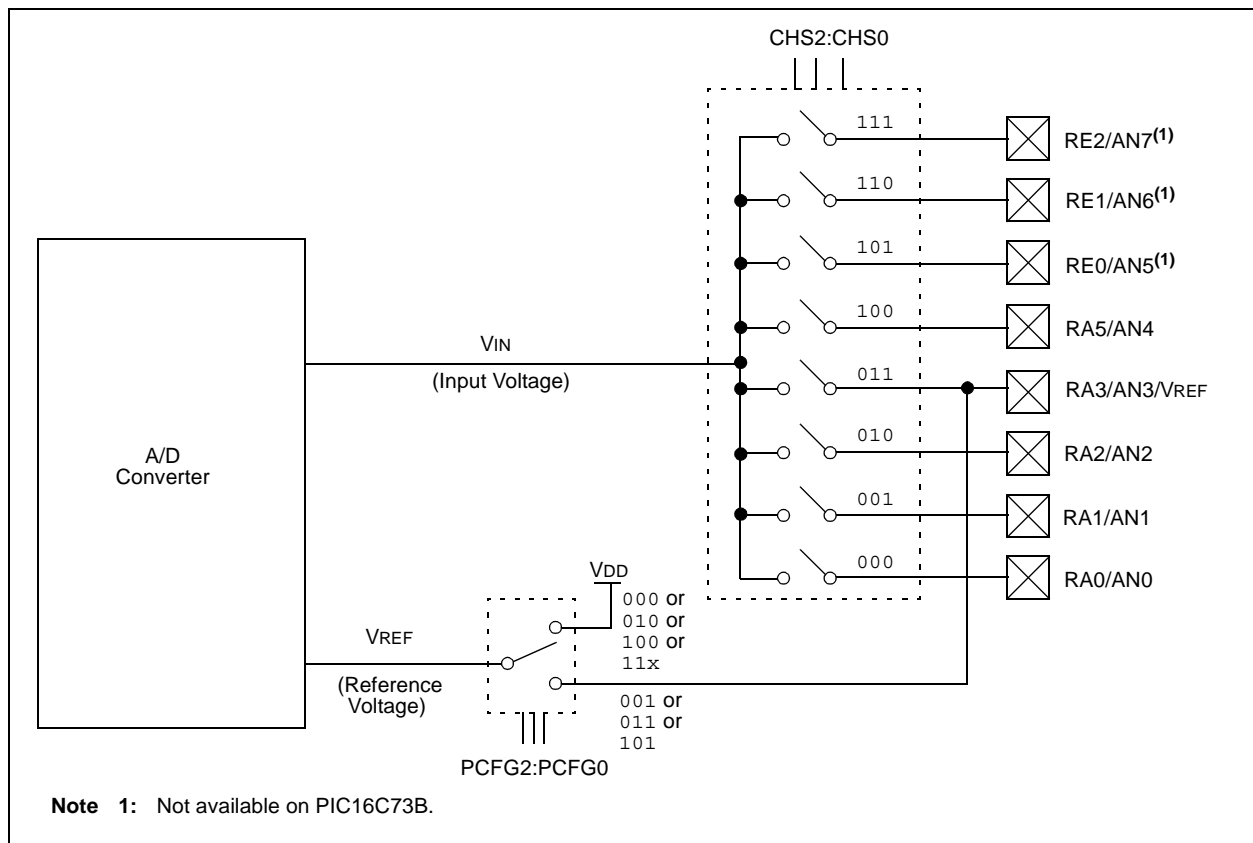 CHS2:CHS0
111
RE2/AN7(1)
110
RE1/AN6(1)
101
RE0/AN5(1)
100
RA5/AN4
VIN
(Input Voltage)
011
RA3/AN3/VREF
010
RA2/AN2
A/D
Converter
001
RA1/AN1
000
RA0/AN0
VDD
000 or
010 or
100 or
11x
VREF
(Reference
Voltage)
001 or
011 or
101
PCFG2:PCFG0
Note 1: Not available on PIC16C73B.